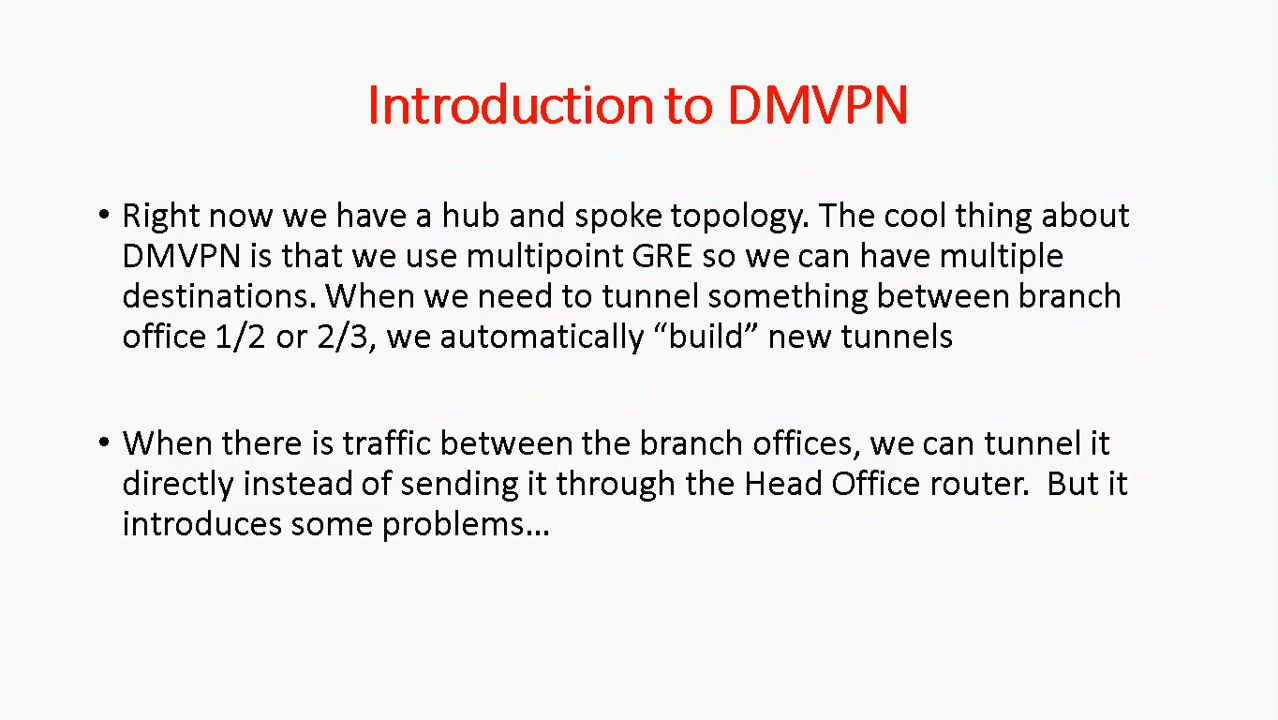 Introduction to DMVPN
• Right now we have a hub and spoke topology. The cool thing about
DMVPN is that we use multipoint GRE so we can have multiple
destinations. When we need to tunnel something between branch
office 1/2 or 2/3, we automatically “build” new tunnels
• When there is traffic between the branch offices, we can tunnel it
directly instead of sending it through the Head Office router.  But it
introduces some problems…